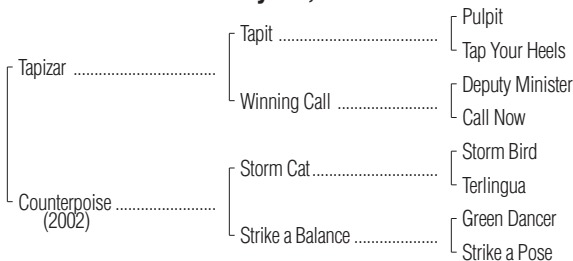 Pulpit
Tapit ........................................
Tap Your Heels
Tapizar ....................................
Deputy Minister
Winning Call .........................
Call Now
Storm Bird
Storm Cat ................................
Terlingua
Counterpoise .........................
(2002)
Green Dancer
Strike a Balance .....................
Strike a Pose